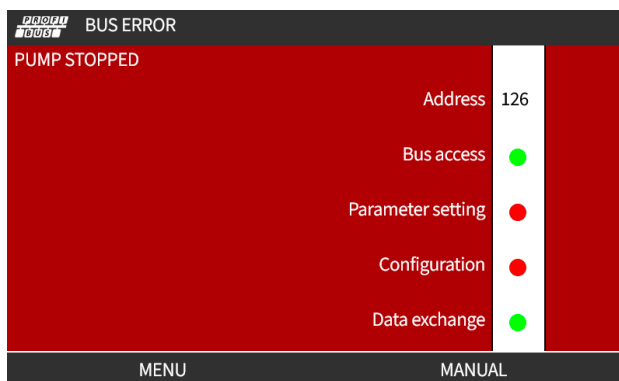 PROFI
BUS
BUS ERROR
PUMP STOPPED
Address 126
Bus access
Parameter setting
Configuration
Data exchange
MENU MANUAL